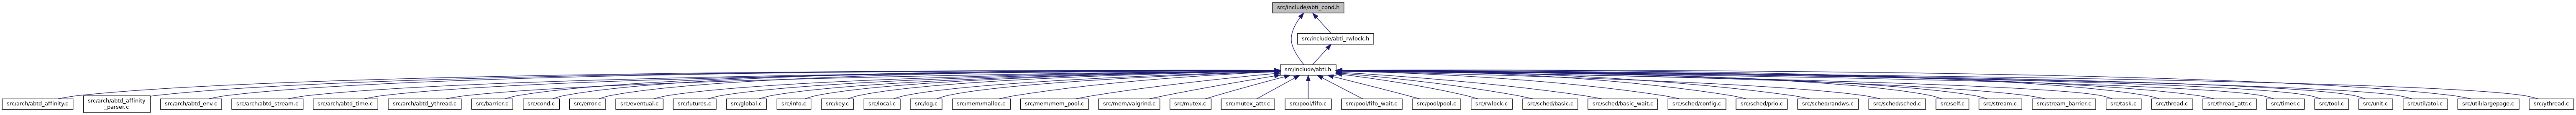 src/include/abti_cond.h
src/include/abti_rwlock.h
src/include/abti.h
src/arch/abtd_affinity.c
src/arch/abtd_affinity
_parser.c
src/arch/abtd_env.c
src/arch/abtd_stream.c
src/arch/abtd_time.c
src/arch/abtd_ythread.c
src/barrier.c
src/cond.c
src/error.c
src/eventual.c
src/futures.c
src/global.c
src/info.c
src/key.c
src/local.c
src/log.c
src/mem/malloc.c
src/mem/mem_pool.c
src/mem/valgrind.c
src/mutex.c
src/mutex_attr.c
src/pool/fifo.c
src/pool/fifo_wait.c
src/pool/pool.c
src/rwlock.c
src/sched/basic.c
src/sched/basic_wait.c
src/sched/config.c
src/sched/prio.c
src/sched/randws.c
src/sched/sched.c
src/self.c
src/stream.c
src/stream_barrier.c
src/task.c
src/thread.c
src/thread_attr.c
src/timer.c
src/tool.c
src/unit.c
src/util/atoi.c
src/util/largepage.c
src/ythread.c